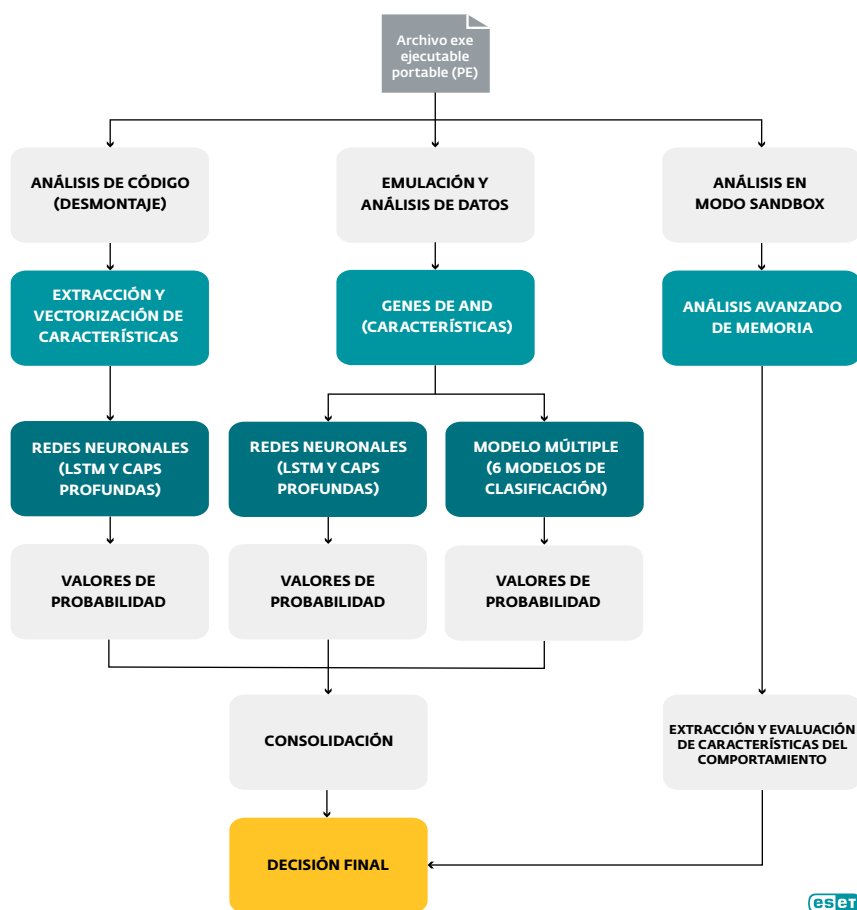 Archivo exe
ejecutable
portable (PE)
ANÁLISIS DE CÓDIGO
(DESMONTAJE)
EMULACIÓN Y
ANÁLISIS DE DATOS
ANÁLISIS EN
MODO SANDBOX
EXTRACCIÓN Y
VECTORIZACIÓN DE
CARACTERÍSTICAS
GENES DE AND
(CARACTERÍSTICAS)
ANÁLISIS AVANZADO
DE MEMORIA
REDES NEURONALES
(LSTM Y CAPS
PROFUNDAS)
REDES NEURONALES
(LSTM Y CAPS
PROFUNDAS)
MODELO MÚLTIPLE
(6 MODELOS DE
CLASIFICACIÓN)
VALORES DE
PROBABILIDAD
VALORES DE
PROBABILIDAD
VALORES DE
PROBABILIDAD
CONSOLIDACIÓN
EXTRACCIÓN Y EVALUACIÓN
DE CARACTERÍSTICAS DEL
COMPORTAMIENTO
DECISIÓN FINAL
eset